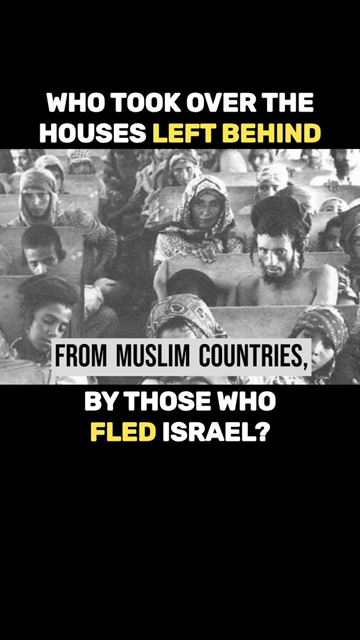 WHO TOOK OVER THE
HOUSES LEFT BEHIND
FROM MUSLIM COUNTRIES,
BY THOSE WHO
FLED ISRAEL?